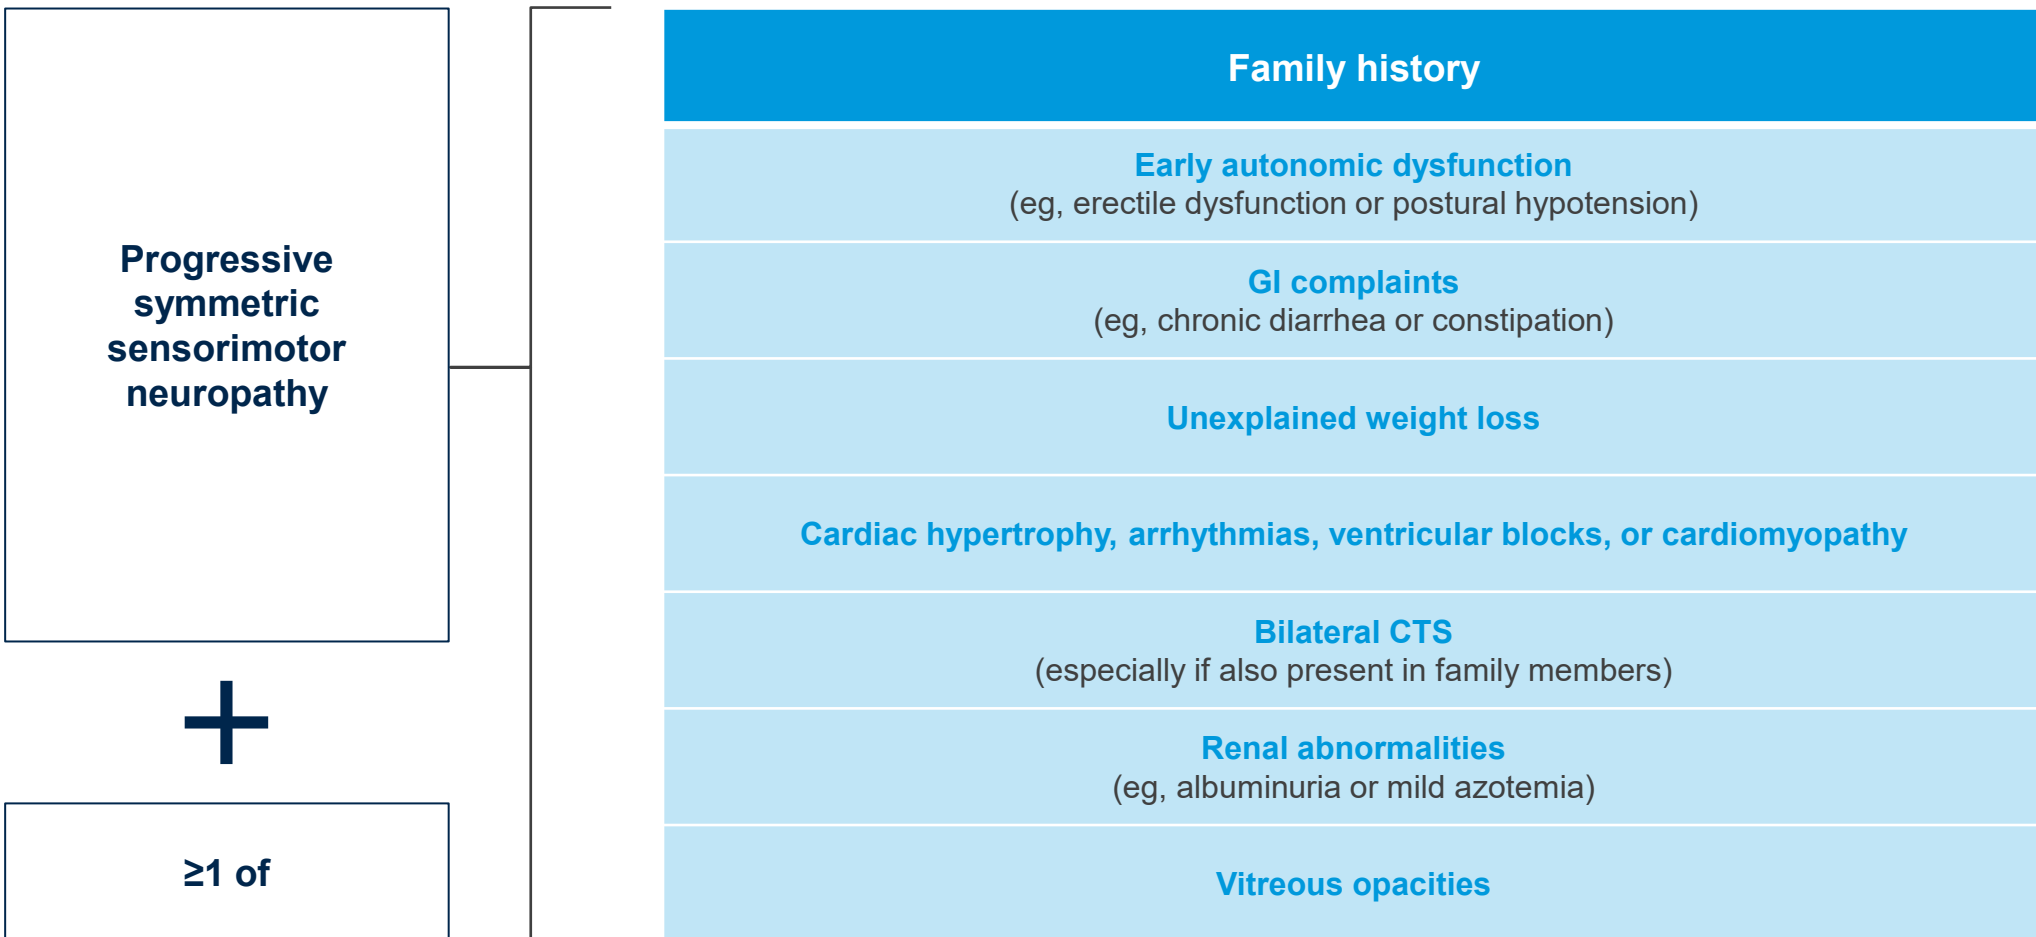 Progressive
symmetric
sensorimotor
neuropathy
≥1 of
Family history
Early autonomic dysfunction
(eg, erectile dysfunction or postural hypotension)
GI complaints
(eg, chronic diarrhea or constipation)
Unexplained weight loss
Cardiac hypertrophy, arrhythmias, ventricular blocks, or cardiomyopathy
Bilateral CTS
(especially if also present in family members)
Renal abnormalities
(eg, albuminuria or mild azotemia)
Vitreous opacities